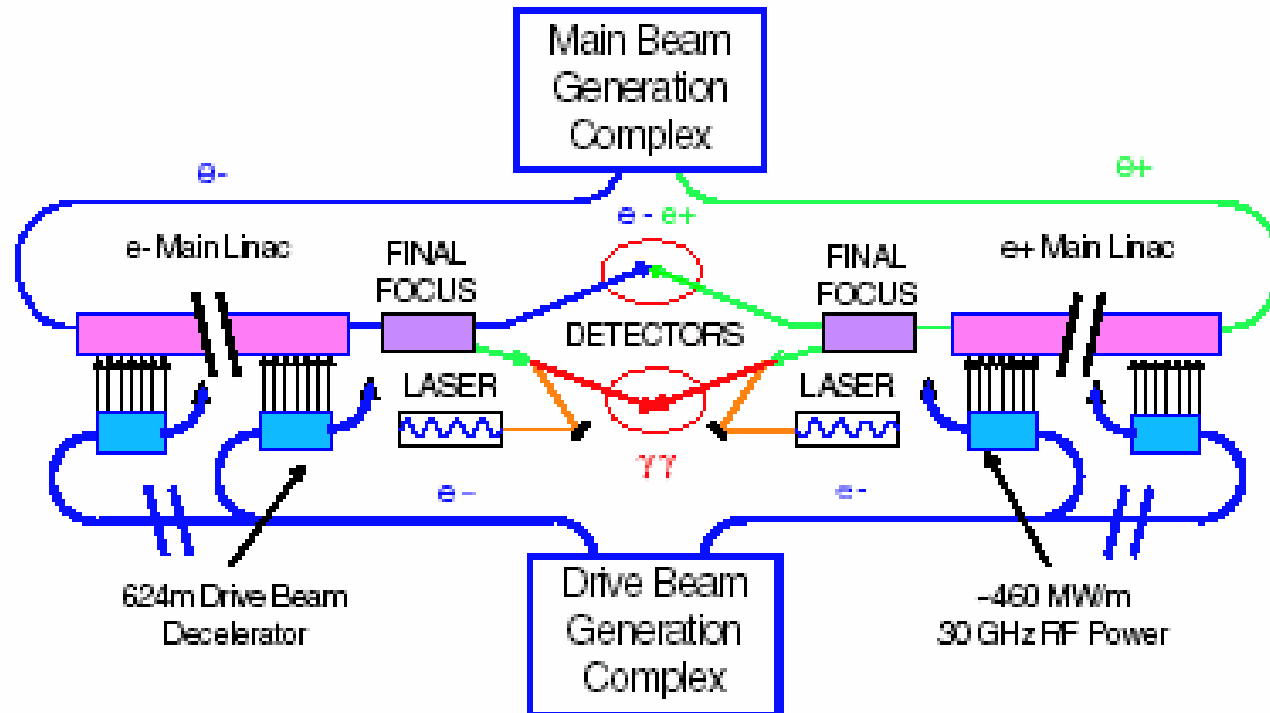 Main Beam
Generation
Complex
e-
e+
e- e+
e- Main Linac
FINAL
FOCUS
FINAL
FOCUS
e+ Main Linac
DETECTORS
LASER
LASER
γγ
e-
e-
624m Drive Beam
Decelerator
Drive Beam
Generation
Complex
~460 MW/m
30 GHz RF Power